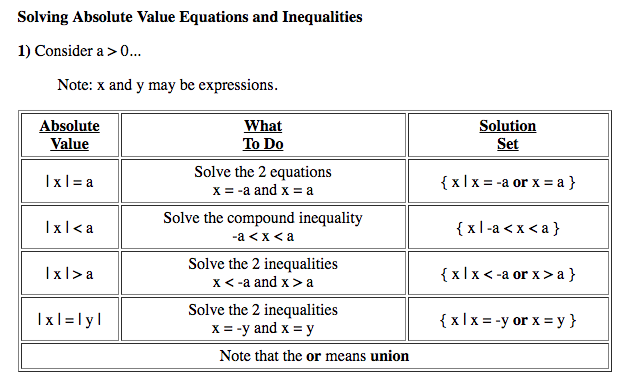 Solving Absolute Value Equations and Inequalities
1) Consider a > 0...
Note: x and y may be expressions.
Absolute
Value
What
To Do
Solution
Set
| x | = a
Solve the 2 equations
x = -a and x = a
{ x | x = -a or x = a }
| x | < a
Solve the compound inequality
-a < x < a
{ x | -a < x < a }
| x | > a
Solve the 2 inequalities
x < -a and x > a
{ x | x < -a or x > a }
| x | = | y |
Solve the 2 inequalities
x = -y and x = y
{ x | x = -y or x = y }
Note that the or means union